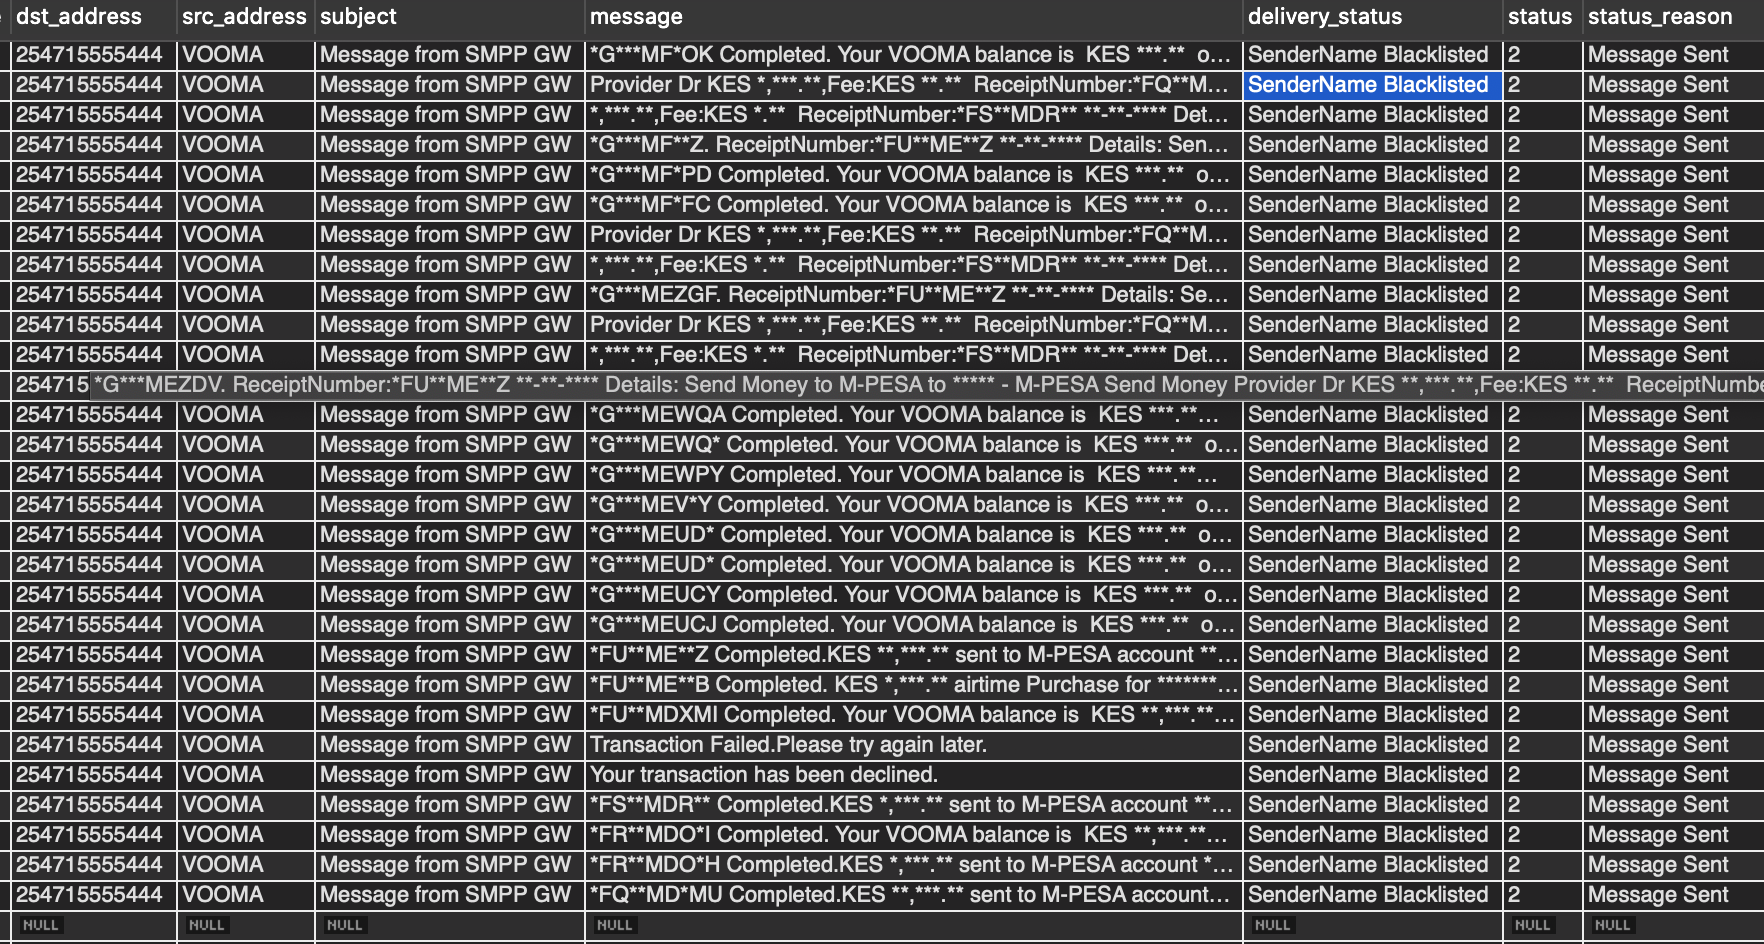 dst_address src_address subject message delivery_status status status_reason
254715555444 VOOMA Message from SMPP GW *G***MF*OK Completed. Your VOOMA balance is  KES ***.**  o... SenderName Blacklisted 2 Message Sent
254715555444 VOOMA Message from SMPP GW Provider Dr KES *,***.**,Fee:KES **.**  ReceiptNumber:*FQ**M... SenderName Blacklisted 2 Message Sent
254715555444 VOOMA Message from SMPP GW *,***.**,Fee:KES *.**  ReceiptNumber:*FS**MDR** **-**-**** Det... SenderName Blacklisted 2 Message Sent
254715555444 VOOMA Message from SMPP GW *G***MF**Z. ReceiptNumber:*FU**ME**Z **-**-**** Details: Sen... SenderName Blacklisted 2 Message Sent
254715555444 VOOMA Message from SMPP GW *G***MF*PD Completed. Your VOOMA balance is  KES ***.**  o... SenderName Blacklisted 2 Message Sent
254715555444 VOOMA Message from SMPP GW *G***MF*FC Completed. Your VOOMA balance is  KES ***.**  o... SenderName Blacklisted 2 Message Sent
254715555444 VOOMA Message from SMPP GW Provider Dr KES *,***.**,Fee:KES **.**  ReceiptNumber:*FQ**M... SenderName Blacklisted 2 Message Sent
254715555444 VOOMA Message from SMPP GW *,***.**,Fee:KES *.**  ReceiptNumber:*FS**MDR** **-**-**** Det... SenderName Blacklisted 2 Message Sent
254715555444 VOOMA Message from SMPP GW *G***MEZGF. ReceiptNumber:*FU**ME**Z **-**-**** Details: Se... SenderName Blacklisted 2 Message Sent
254715555444 VOOMA Message from SMPP GW Provider Dr KES *,***.**,Fee:KES **.**  ReceiptNumber:*FQ**M... SenderName Blacklisted 2 Message Sent
254715555444 VOOMA Message from SMPP GW *,***.**,Fee:KES *.**  ReceiptNumber:*FS**MDR** **-**-**** Det... SenderName Blacklisted 2 Message Sent
254715 *G***MEZDV. ReceiptNumber:*FU**ME**Z **-**-**** Details: Send Money to M-PESA to ***** - M-PESA Send Money Provider Dr KES **,***.**,Fee:KES **.**  ReceiptNumbe
254715555444 VOOMA Message from SMPP GW *G***MEWQA Completed. Your VOOMA balance is  KES ***.**... SenderName Blacklisted 2 Message Sent
254715555444 VOOMA Message from SMPP GW *G***MEWQ* Completed. Your VOOMA balance is  KES ***.**  o... SenderName Blacklisted 2 Message Sent
254715555444 VOOMA Message from SMPP GW *G***MEWPY Completed. Your VOOMA balance is  KES ***.**... SenderName Blacklisted 2 Message Sent
254715555444 VOOMA Message from SMPP GW *G***MEV*Y Completed. Your VOOMA balance is  KES ***.**  o... SenderName Blacklisted 2 Message Sent
254715555444 VOOMA Message from SMPP GW *G***MEUD* Completed. Your VOOMA balance is  KES ***.**  o... SenderName Blacklisted 2 Message Sent
254715555444 VOOMA Message from SMPP GW *G***MEUD* Completed. Your VOOMA balance is  KES ***.**  o... SenderName Blacklisted 2 Message Sent
254715555444 VOOMA Message from SMPP GW *G***MEUCY Completed. Your VOOMA balance is  KES ***.**  o... SenderName Blacklisted 2 Message Sent
254715555444 VOOMA Message from SMPP GW *G***MEUCJ Completed. Your VOOMA balance is  KES ***.**  o... SenderName Blacklisted 2 Message Sent
254715555444 VOOMA Message from SMPP GW *FU**ME**Z Completed.KES **,***.** sent to M-PESA account **... SenderName Blacklisted 2 Message Sent
254715555444 VOOMA Message from SMPP GW *FU**ME**B Completed. KES *,***.** airtime Purchase for *******... SenderName Blacklisted 2 Message Sent
254715555444 VOOMA Message from SMPP GW *FU**MDXMI Completed. Your VOOMA balance is  KES **,***.**... SenderName Blacklisted 2 Message Sent
254715555444 VOOMA Message from SMPP GW Transaction Failed.Please try again later. SenderName Blacklisted 2 Message Sent
254715555444 VOOMA Message from SMPP GW Your transaction has been declined. SenderName Blacklisted 2 Message Sent
254715555444 VOOMA Message from SMPP GW *FS**MDR** Completed.KES *,***.** sent to M-PESA account **... SenderName Blacklisted 2 Message Sent
254715555444 VOOMA Message from SMPP GW *FR**MDO*I Completed. Your VOOMA balance is  KES **,***.**... SenderName Blacklisted 2 Message Sent
254715555444 VOOMA Message from SMPP GW *FR**MDO*H Completed.KES *,***.** sent to M-PESA account *... SenderName Blacklisted 2 Message Sent
254715555444 VOOMA Message from SMPP GW *FQ**MD*MU Completed.KES **,***.** sent to M-PESA account... SenderName Blacklisted 2 Message Sent
NULL NULL NULL NULL NULL NULL NULL